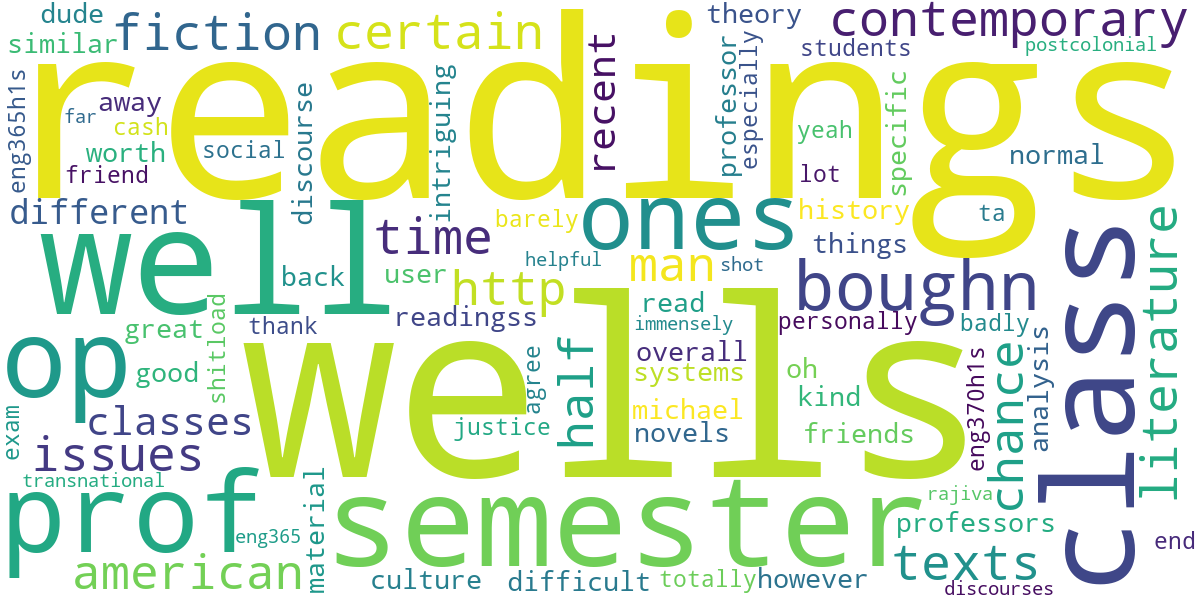 dude
fiction
certain
theory
contemporary
similar
students
postcolonial
readings
recent
professor
especially
eng365h1s
far
away
cash
worth
social
friend
discourse
intriguing
yeah
specific
lot
normal
different
well
time
barely
ones
history
ta
things
class
literature
back
user
http
helpful
man
shot
boughn
great
thank
readingss
read
immensely
personally
badly
op
good
shitload
wells
half
agree
overall
systems
oh
kind
chance
analysis
eng370h1s
exam
classes
issues
justice
michael
novels
friends
transnational
prof
eng365
material
semester
rajiva
professors
end
american
culture
difficult
totally
however
texts
discourses